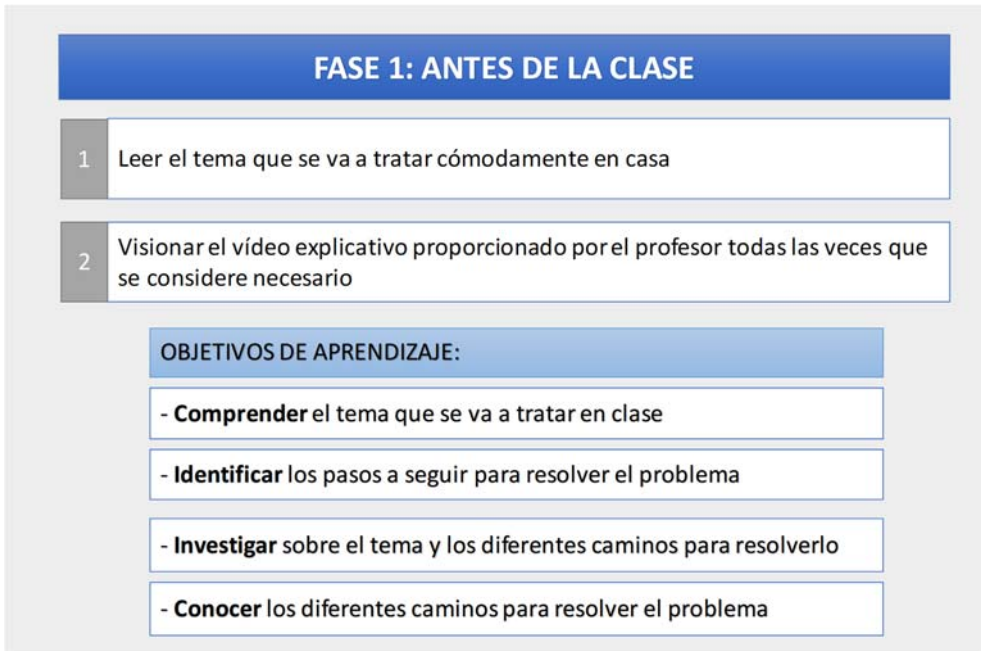 FASE 1: ANTES DE LA CLASE
1 Leer el tema que se va a tratar cómodamente en casa
2 Visionar el vídeo explicativo proporcionado por el profesor todas las veces que
se considere necesario
OBJETIVOS DE APRENDIZAJE:
- Comprender el tema que se va a tratar en clase
- Identificar los pasos a seguir para resolver el problema
- Investigar sobre el tema y los diferentes caminos para resolverlo
- Conocer los diferentes caminos para resolver el problema